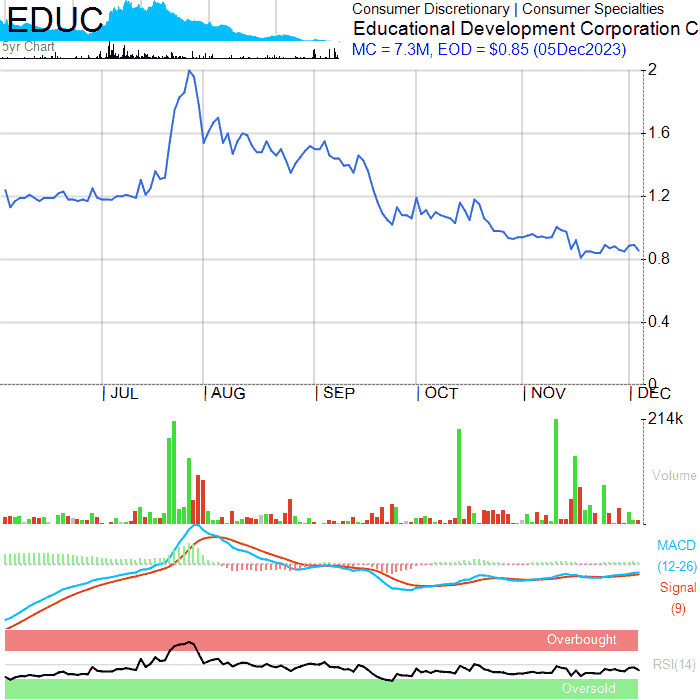 EDUC
5yr Chart
Consumer Discretionary | Consumer Specialties
Educational Development Corporation C
MC = 7.3M, EOD = $0.85 (05Dec2023)
2
1.6
1.2
0.8
0.4
0
| JUL | AUG | SEP | OCT | NOV | DEC
214k
Volume
MACD
(12-26)
Signal
(9)
Overbought
RSI(14)
Oversold